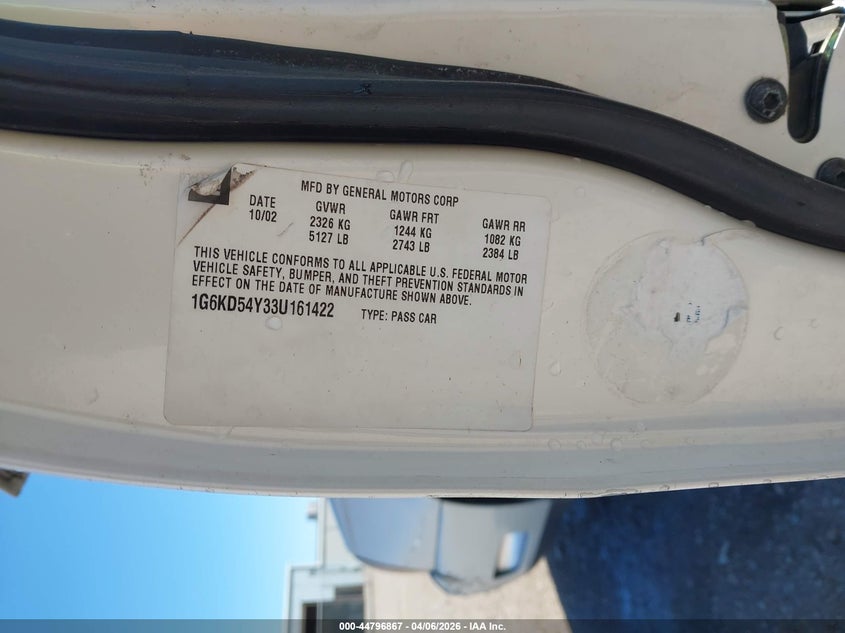 MFD BY GENERAL MOTORS CORP
DATE GVWR GAWR FRT GAWR RR
10/02 2326 KG 1244 KG 1082 KG
5127 LB 2743 LB 2384 LB
THIS VEHICLE CONFORMS TO ALL APPLICABLE U.S. FEDERAL MOTOR
VEHICLE SAFETY, BUMPER, AND THEFT PREVENTION STANDARDS IN
EFFECT ON THE DATE OF MANUFACTURE SHOWN ABOVE.
1G6KD54Y33U161422 TYPE: PASS CAR
000-44796867 - 04/06/2026 - IAA Inc.